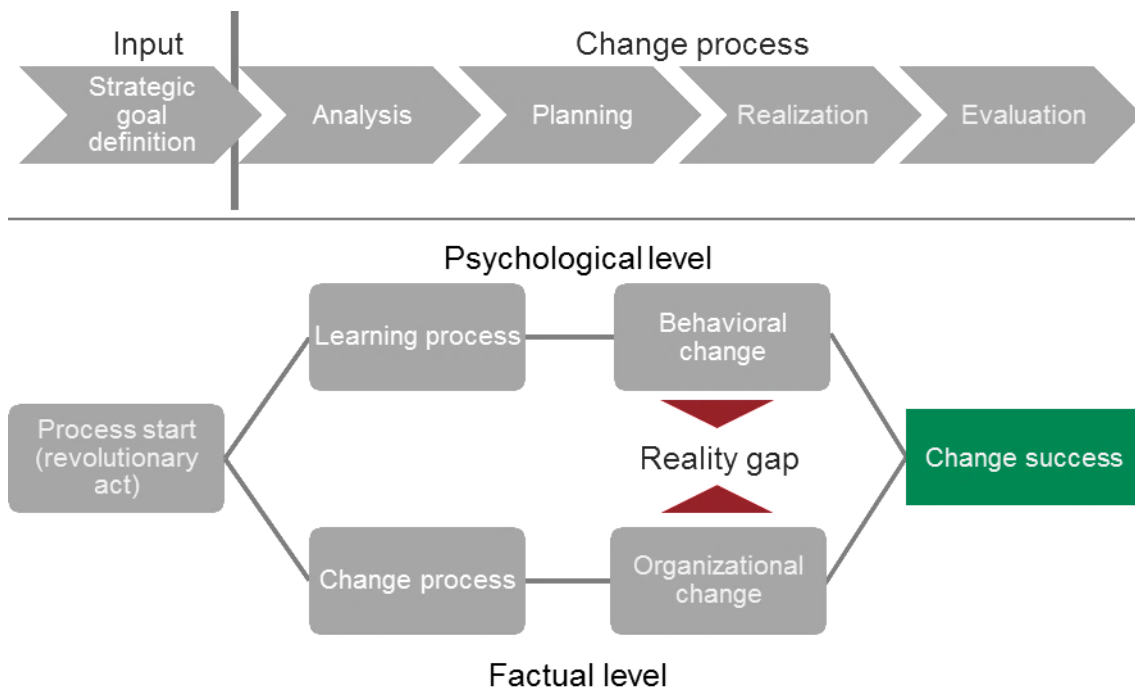 Input
Change process
Strategic
goal
definition
Analysis
Planning
Realization
Evaluation
Psychological level
Learning process
Behavioral
change
Process start
(revolutionary
act)
Reality gap
Change success
Change process
Organizational
change
Factual level